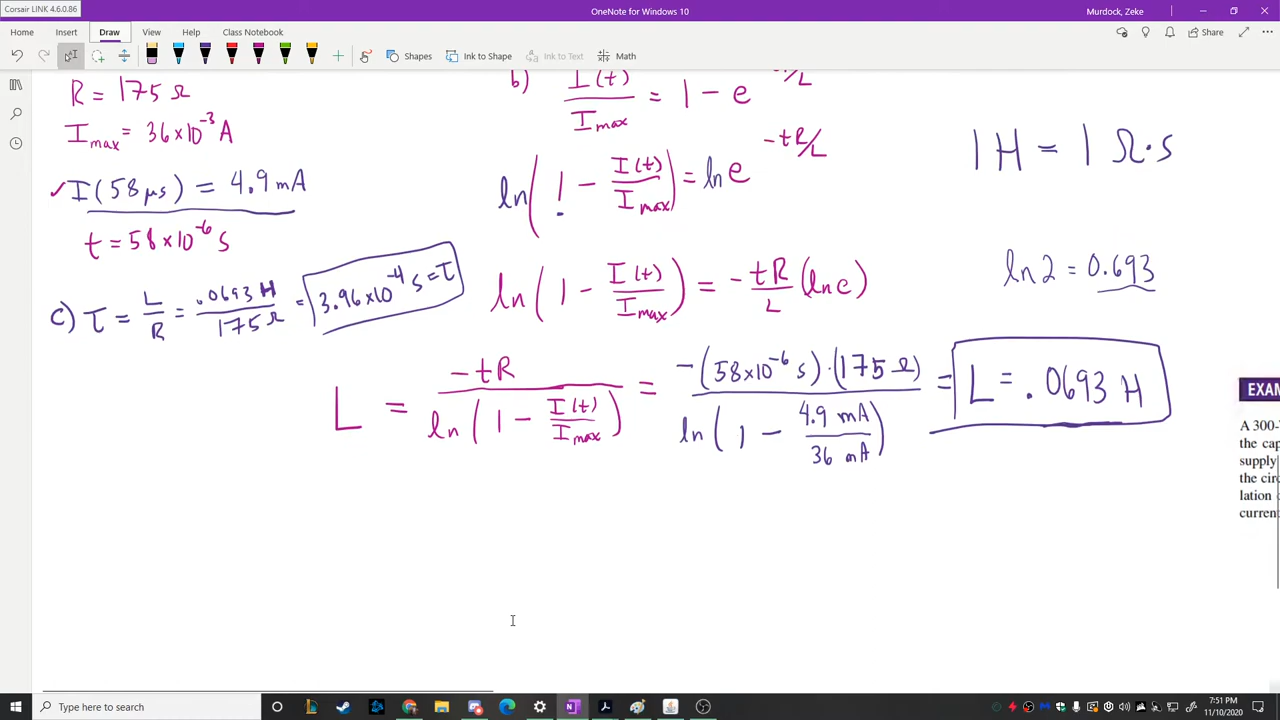 Corsair LINK 4.6.0.86
OneNote for Windows 10
Murdock, Zeke
Home Insert Draw View Help Class Notebook
Share
Shapes Ink to Shape Ink to Text Math
R = 175 Ω
I_max = 36×10^-3 A
✓ I(58 μs) = 4.9 mA
t = 58×10^-6 s
c) τ = L/R = .0693 H / 175 Ω = 3.96×10^-4 s = τ
b) I(t)/I_max = 1 - e^-tR/L
ln(1 - I(t)/I_max) = ln e^-tR/L
ln(1 - I(t)/I_max) = -tR/L (ln e)
L = -tR / ln(1 - I(t)/I_max) = -(58×10^-6 s)·(175 Ω) / ln(1 - 4.9 mA/36 mA) = L = .0693 H
1 H = 1 Ω·s
ln 2 = 0.693
EXAM
A 300-
the cap
supply
the circ
lation
current
Type here to search
7:51 PM
11/10/2020